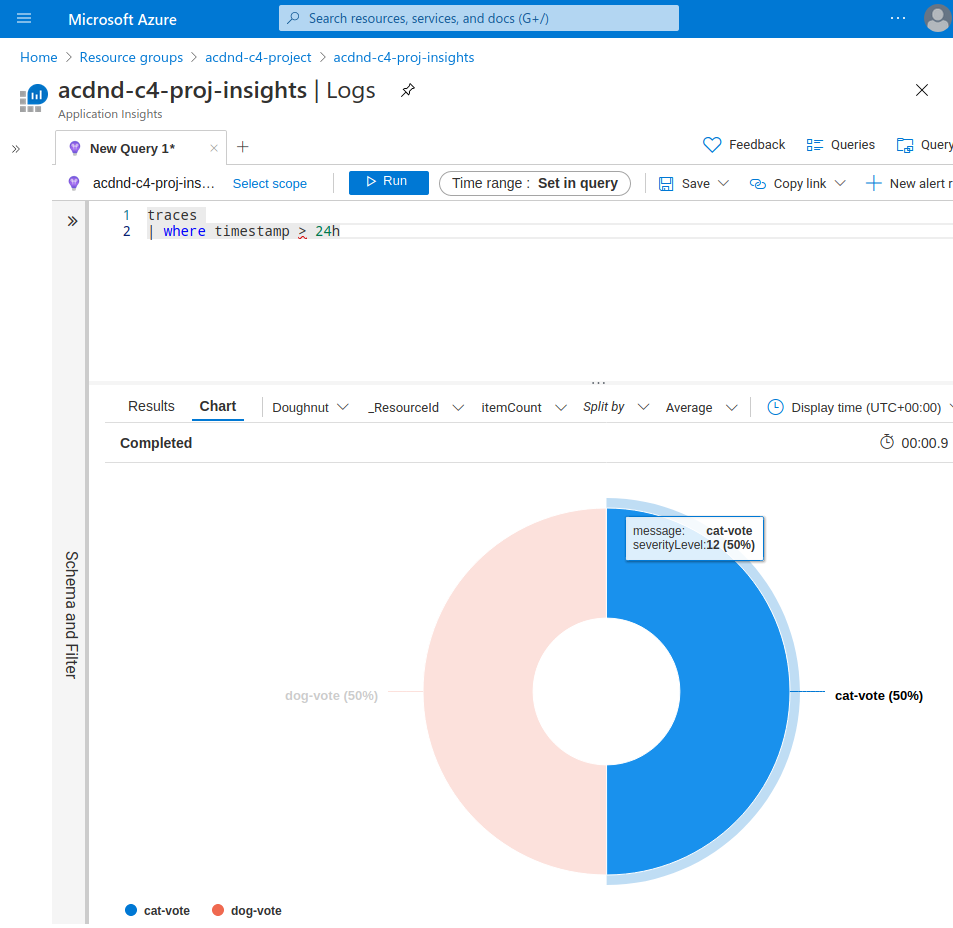 Microsoft Azure
Search resources, services, and docs (G+/)
Home > Resource groups > acdnd-c4-project > acdnd-c4-proj-insights
acdnd-c4-proj-insights | Logs
Application Insights
New Query 1*
Feedback
Queries
Query
acdnd-c4-proj-ins...
Select scope
Run
Time range : Set in query
Save
Copy link
New alert r
1 traces
2 | where timestamp > 24h
Results
Chart
Doughnut
_ResourceId
itemCount
Split by
Average
Display time (UTC+00:00)
Completed
00:00.9
Schema and Filter
message: cat-vote
severityLevel:12 (50%)
dog-vote (50%)
cat-vote (50%)
cat-vote
dog-vote